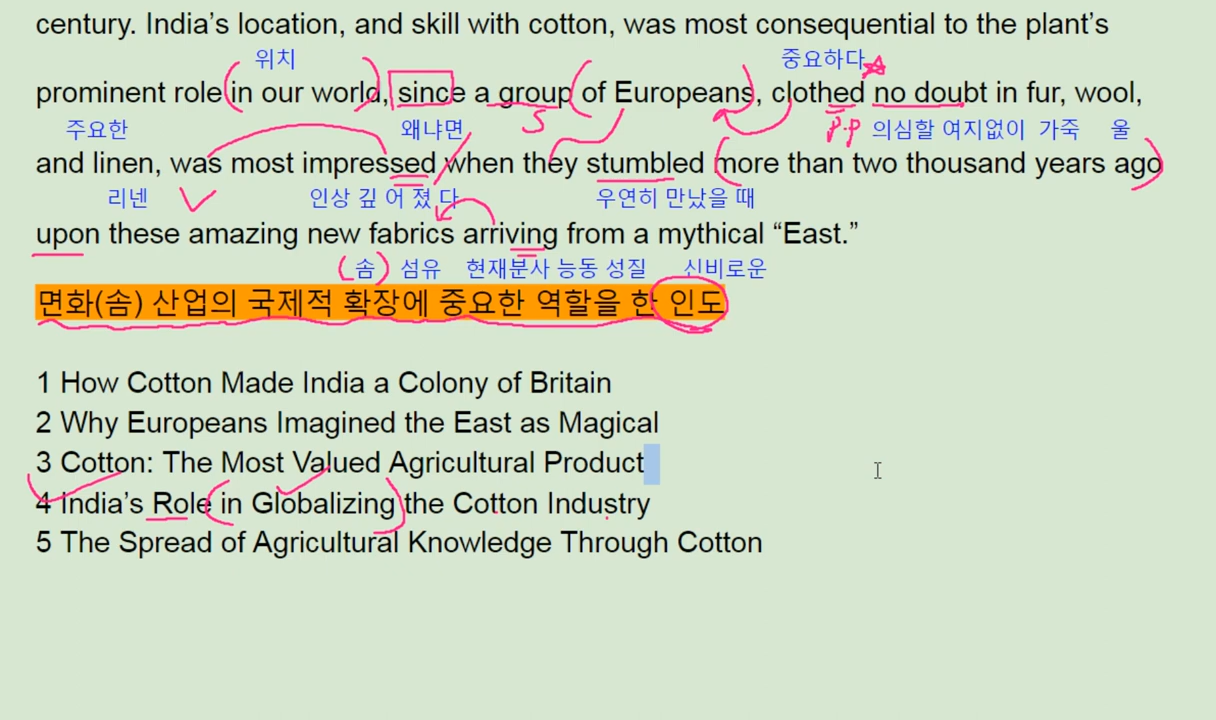 century. India’s location, and skill with cotton, was most consequential to the plant’s
위치 중요하다
prominent role in our world, since a group of Europeans, clothed no doubt in fur, wool,
S p.p
주요한 왜냐면 의심할 여지없이 가죽 울
and linen, was most impressed when they stumbled more than two thousand years ago
리넨 인상 깊 어 졌 다 우연히 만났을 때
upon these amazing new fabrics arriving from a mythical “East.”
(솜) 섬유 현재분사 능동 성질 신비로운
면화(솜) 산업의 국제적 확장에 중요한 역할을 한 인도
1 How Cotton Made India a Colony of Britain
2 Why Europeans Imagined the East as Magical
3 Cotton: The Most Valued Agricultural Product
4 India’s Role in Globalizing the Cotton Industry
5 The Spread of Agricultural Knowledge Through Cotton